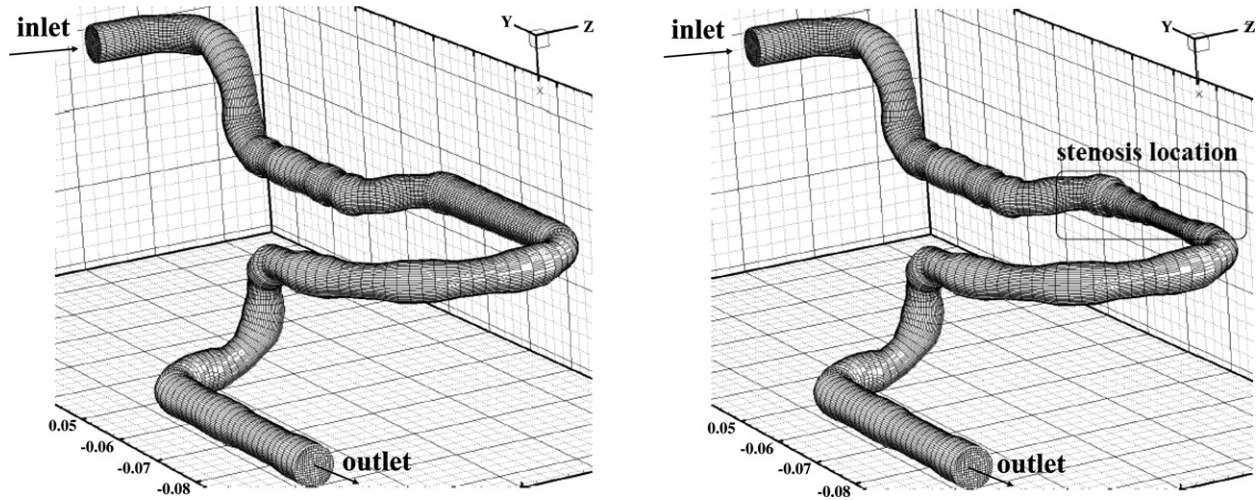 inlet
Y
Z
X
0.05
-0.06
-0.07
-0.08
outlet
inlet
Y
Z
X
stenosis location
0.05
-0.06
-0.07
-0.08
outlet